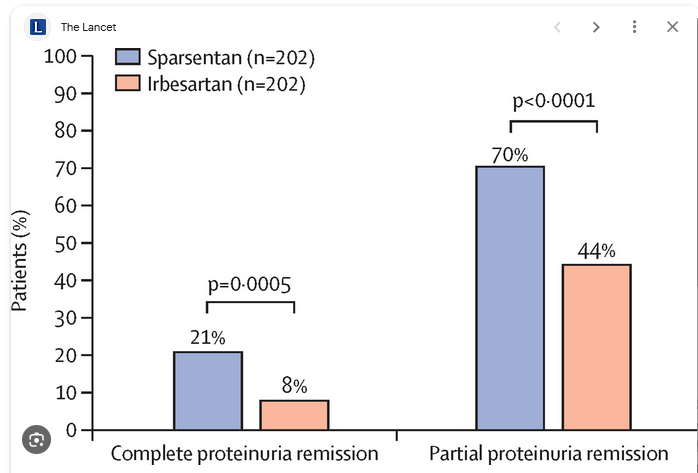 L The Lancet
Sparsentan (n=202)
Irbesartan (n=202)
Patients (%)
100
90
80
70
60
50
40
30
20
10
0
p=0·0005
21%
8%
p<0·0001
70%
44%
Complete proteinuria remission
Partial proteinuria remission